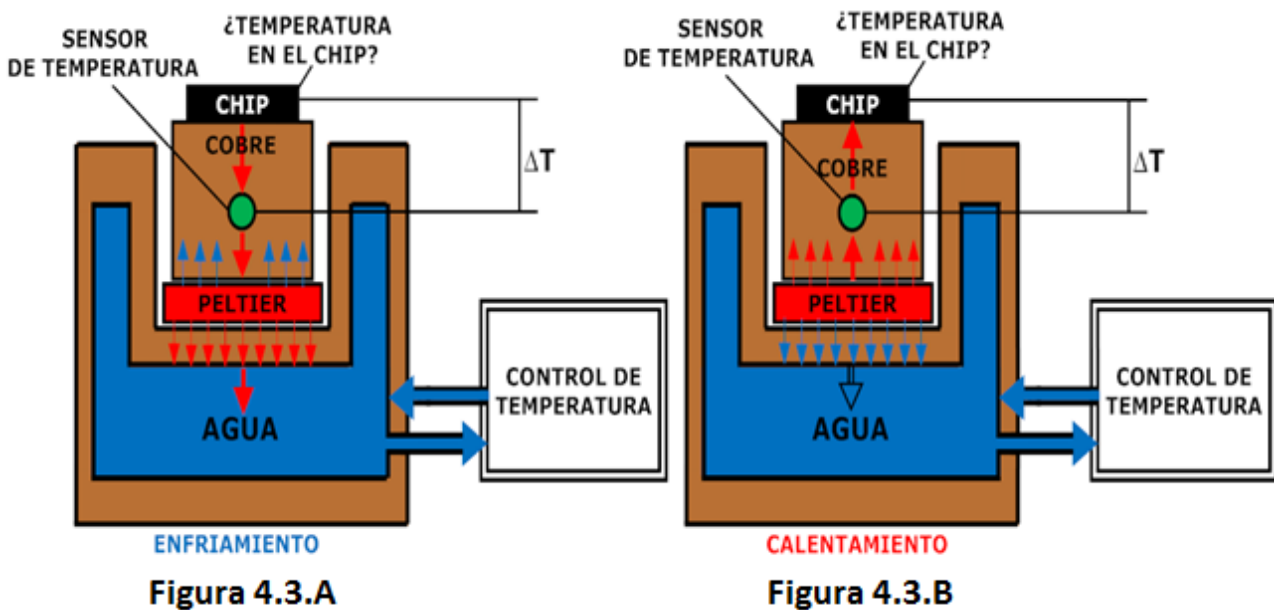 SENSOR
DE TEMPERATURA
¿TEMPERATURA
EN EL CHIP?
CHIP
COBRE
ΔT
PELTIER
AGUA
CONTROL DE
TEMPERATURA
ENFRIAMIENTO
Figura 4.3.A
SENSOR
DE TEMPERATURA
¿TEMPERATURA
EN EL CHIP?
CHIP
COBRE
ΔT
PELTIER
AGUA
CONTROL DE
TEMPERATURA
CALENTAMIENTO
Figura 4.3.B